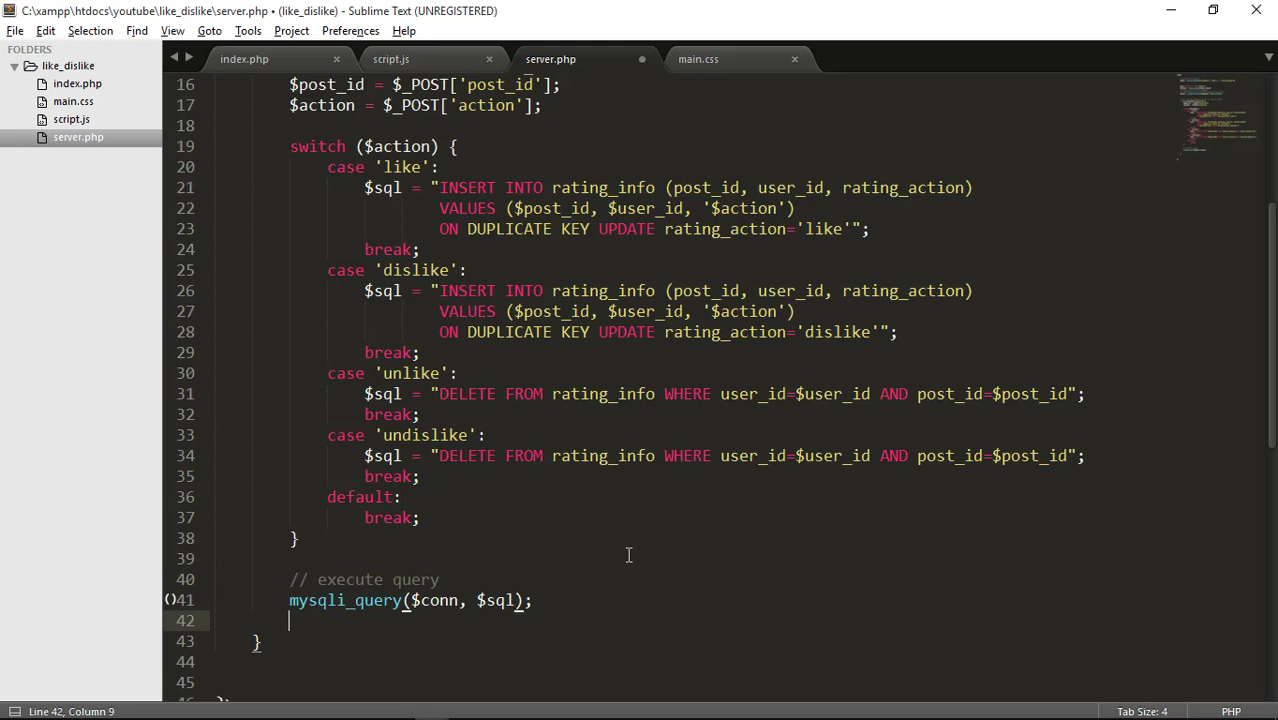 C:\xampp\htdocs\youtube\like_dislike\server.php • (like_dislike) - Sublime Text (UNREGISTERED)
File Edit Selection Find View Goto Tools Project Preferences Help
FOLDERS
like_dislike
index.php
main.css
script.js
server.php
index.php script.js server.php main.css
16 $post_id = $_POST['post_id'];
17 $action = $_POST['action'];
18
19 switch ($action) {
20 case 'like':
21 $sql = "INSERT INTO rating_info (post_id, user_id, rating_action)
22 VALUES ($post_id, $user_id, '$action')
23 ON DUPLICATE KEY UPDATE rating_action='like'";
24 break;
25 case 'dislike':
26 $sql = "INSERT INTO rating_info (post_id, user_id, rating_action)
27 VALUES ($post_id, $user_id, '$action')
28 ON DUPLICATE KEY UPDATE rating_action='dislike'";
29 break;
30 case 'unlike':
31 $sql = "DELETE FROM rating_info WHERE user_id=$user_id AND post_id=$post_id";
32 break;
33 case 'undislike':
34 $sql = "DELETE FROM rating_info WHERE user_id=$user_id AND post_id=$post_id";
35 break;
36 default:
37 break;
38 }
39
40 // execute query
41 mysqli_query($conn, $sql);
42
43 }
44
45
Line 42, Column 9 Tab Size: 4 PHP